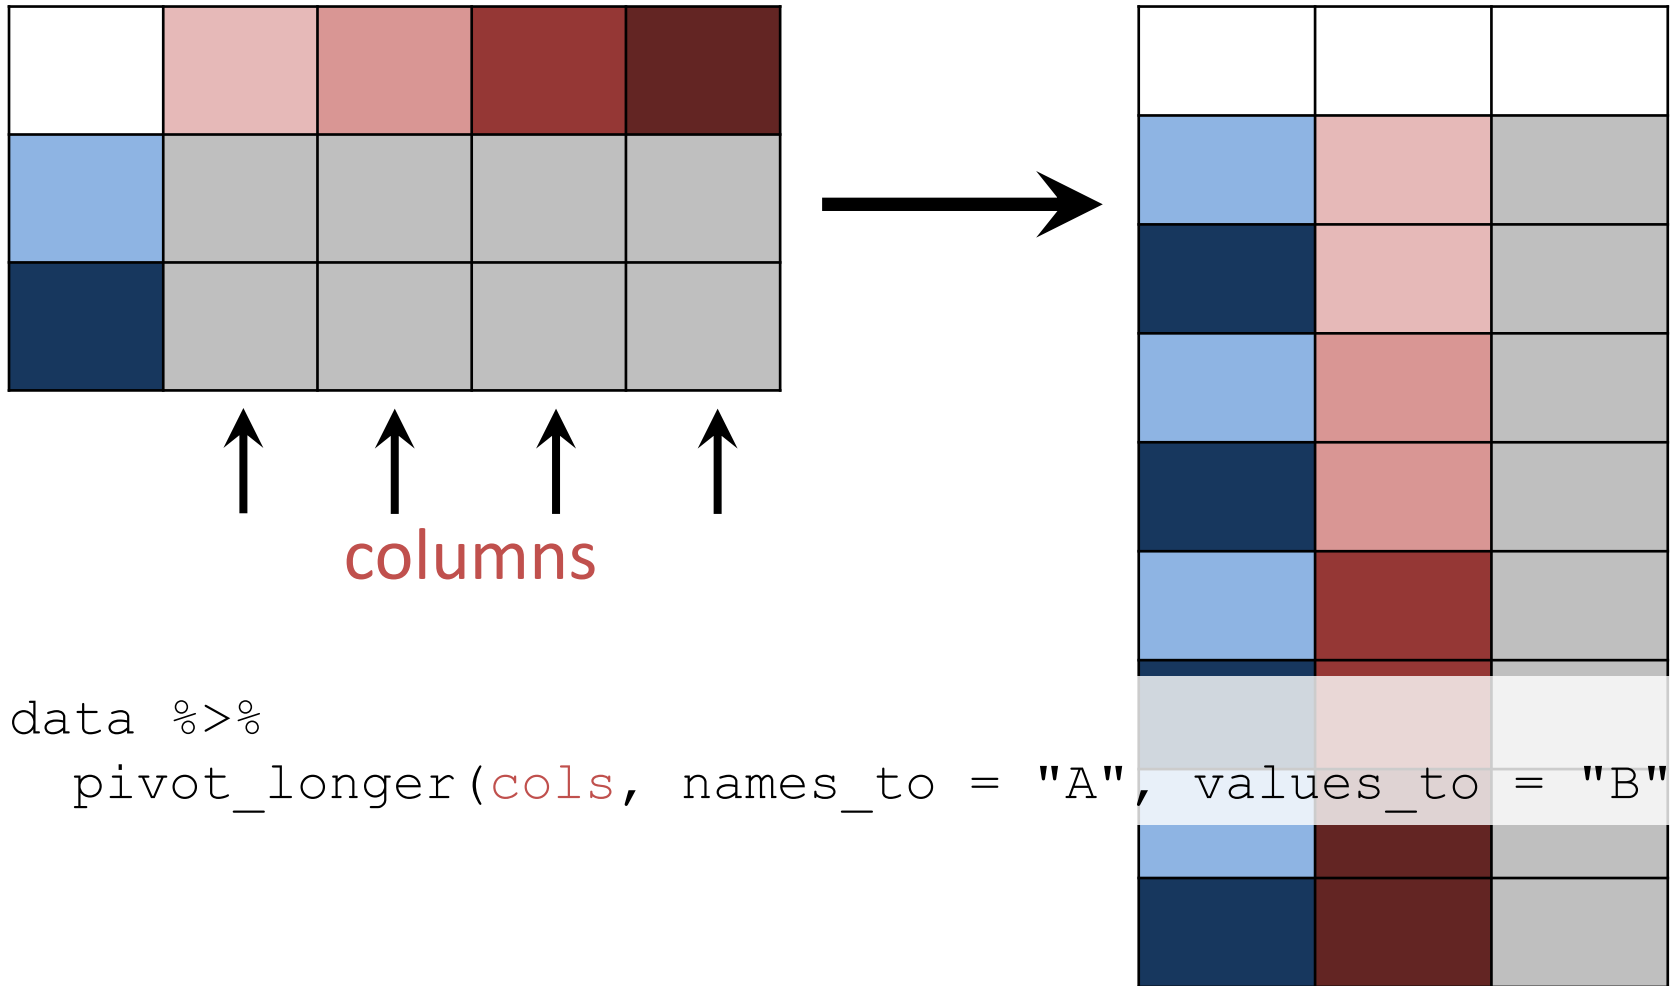 columns
data %>%
pivot_longer(cols, names_to = "A", values_to = "B"